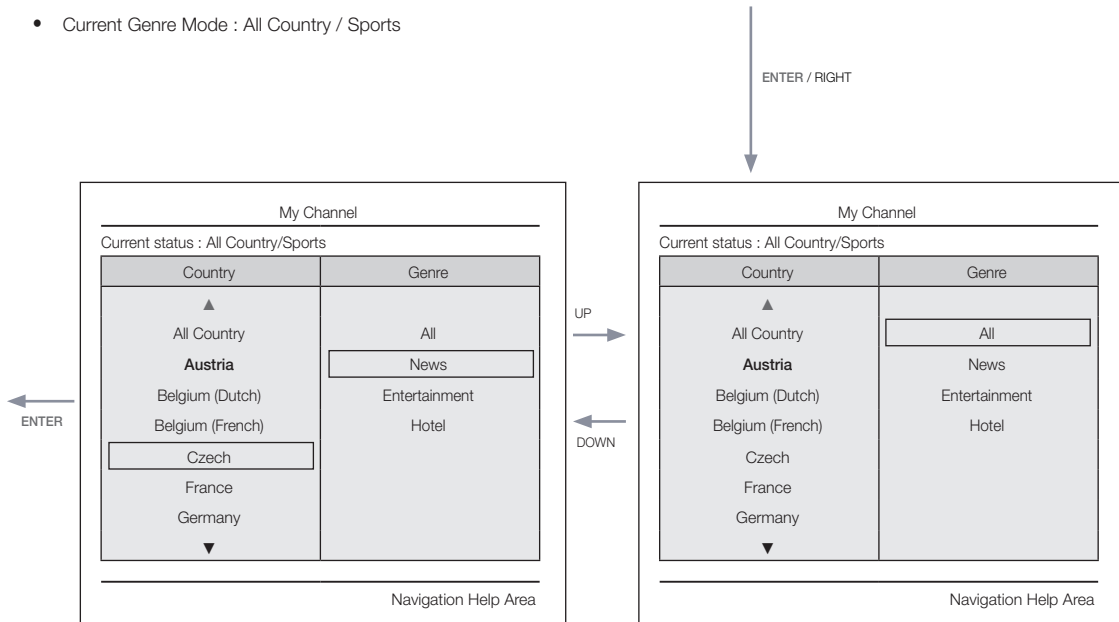 • Current Genre Mode : All Country / Sports
ENTER / RIGHT
My Channel
Current status : All Country/Sports
Country Genre
▲
All Country All
Austria News
Belgium (Dutch) Entertainment
Belgium (French) Hotel
Czech
France
Germany
▼
Navigation Help Area
ENTER
UP
DOWN
My Channel
Current status : All Country/Sports
Country Genre
▲
All Country All
Austria News
Belgium (Dutch) Entertainment
Belgium (French) Hotel
Czech
France
Germany
▼
Navigation Help Area